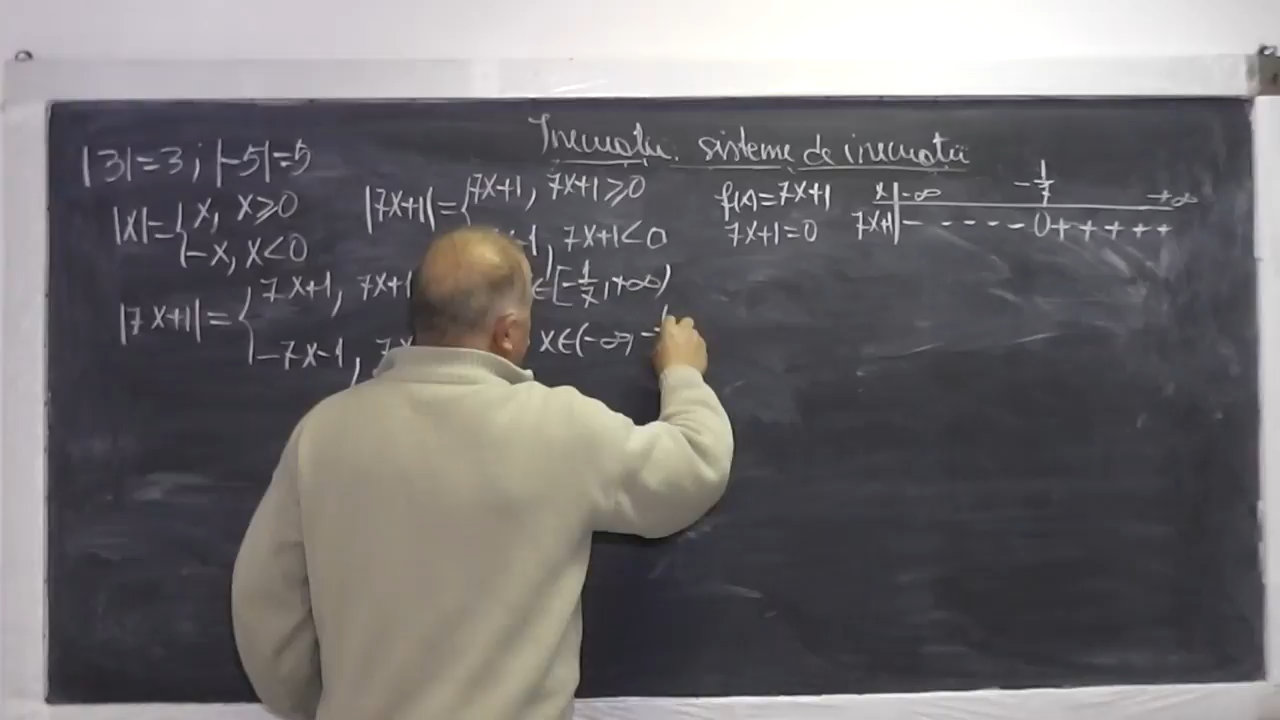 Inecuații. sisteme de inecuații
|3|=3; |-5|=5
|x|={x, x≥0
-x, x<0
|7x+1|={7x+1, 7x+1≥0
-1, 7x+1<0
f(x)=7x+1
7x+1=0
x | -∞ -1/7 +∞
7x+1 | - - - - - 0 + + + + +
|7x+1|={7x+1, 7x+1 ∈[-1/7, +∞)
-7x-1, 7x x∈(-∞, -1